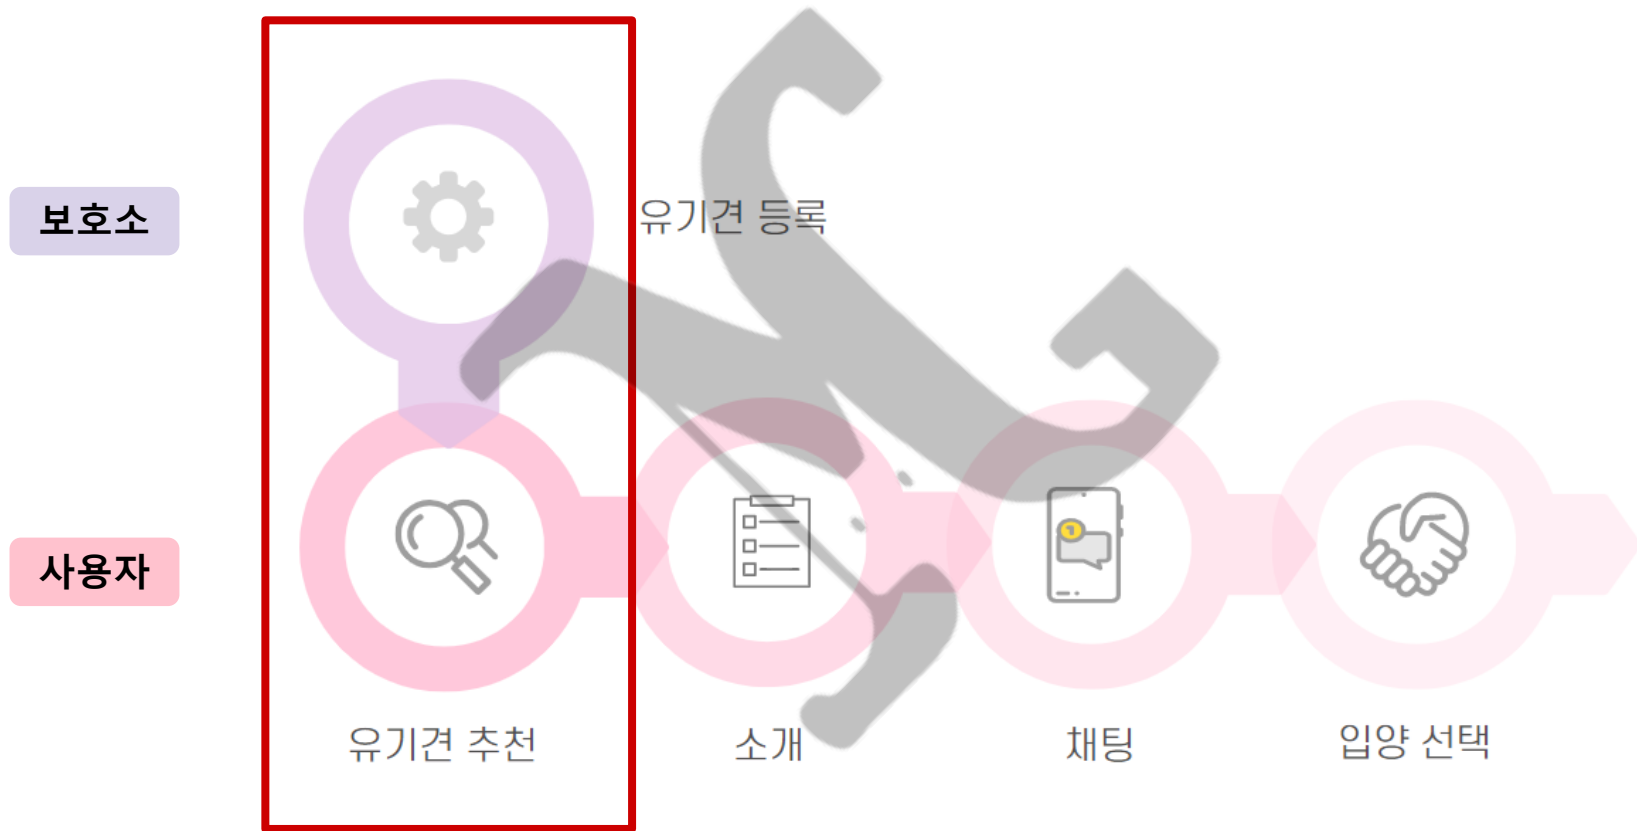 보호소
유기견 등록
사용자
유기견 추천
소개
채팅
입양 선택